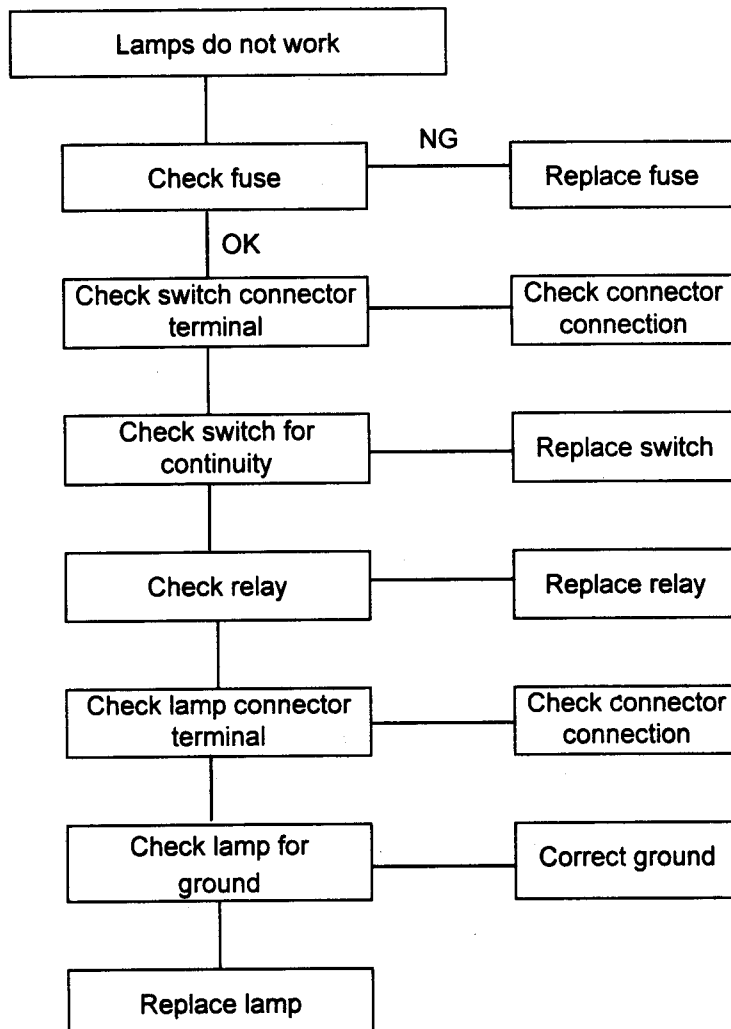 Lamps do not work
NG
Check fuse
Replace fuse
OK
Check switch connector
terminal
Check connector
connection
Check switch for
continuity
Replace switch
Check relay
Replace relay
Check lamp connector
terminal
Check connector
connection
Check lamp for
ground
Correct ground
Replace lamp